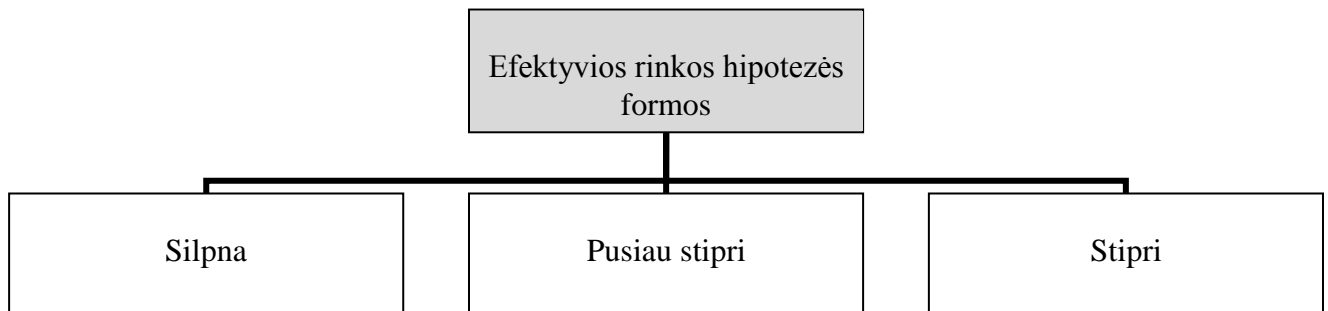 Efektyvios rinkos hipotezės
formos
Silpna
Pusiau stipri
Stipri